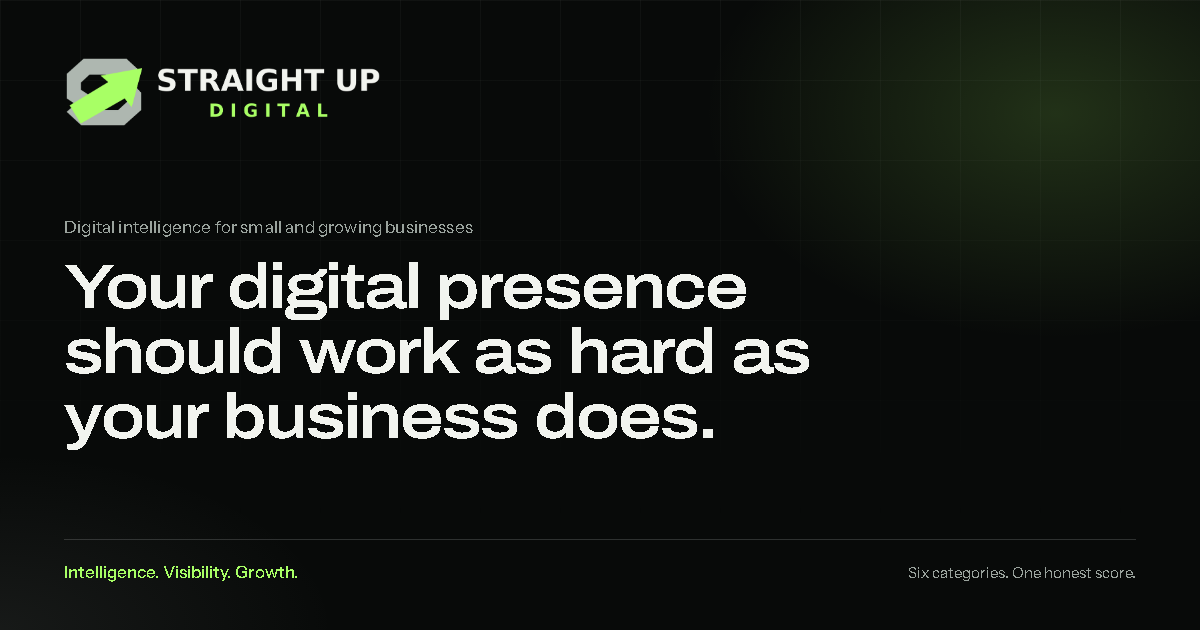 STRAIGHT UP
DIGITAL
Digital intelligence for small and growing businesses
Your digital presence
should work as hard as
your business does.
Intelligence. Visibility. Growth.
Six categories. One honest score.